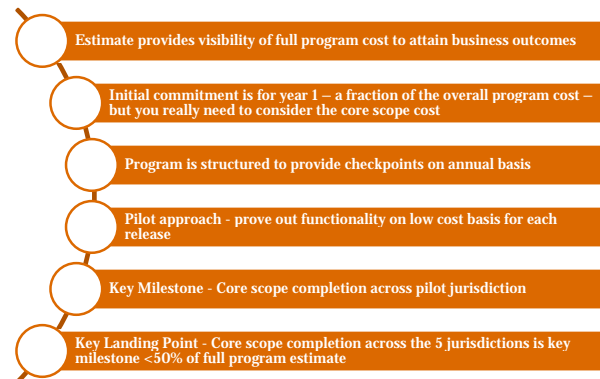 Estimate provides visibility of full program cost to attain business outcomes
Initial commitment is for year 1 – a fraction of the overall program cost –
but you really need to consider the core scope cost
Program is structured to provide checkpoints on annual basis
Pilot approach - prove out functionality on low cost basis for each
release
Key Milestone - Core scope completion across pilot jurisdiction
Key Landing Point - Core scope completion across the 5 jurisdictions is key
milestone <50% of full program estimate